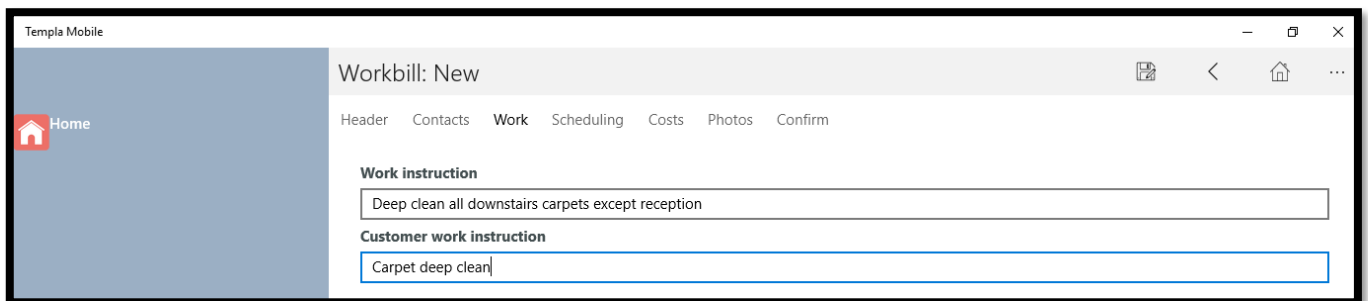 Templa Mobile
Workbill: New
Home
Header Contacts Work Scheduling Costs Photos Confirm
Work instruction
Deep clean all downstairs carpets except reception
Customer work instruction
Carpet deep clean